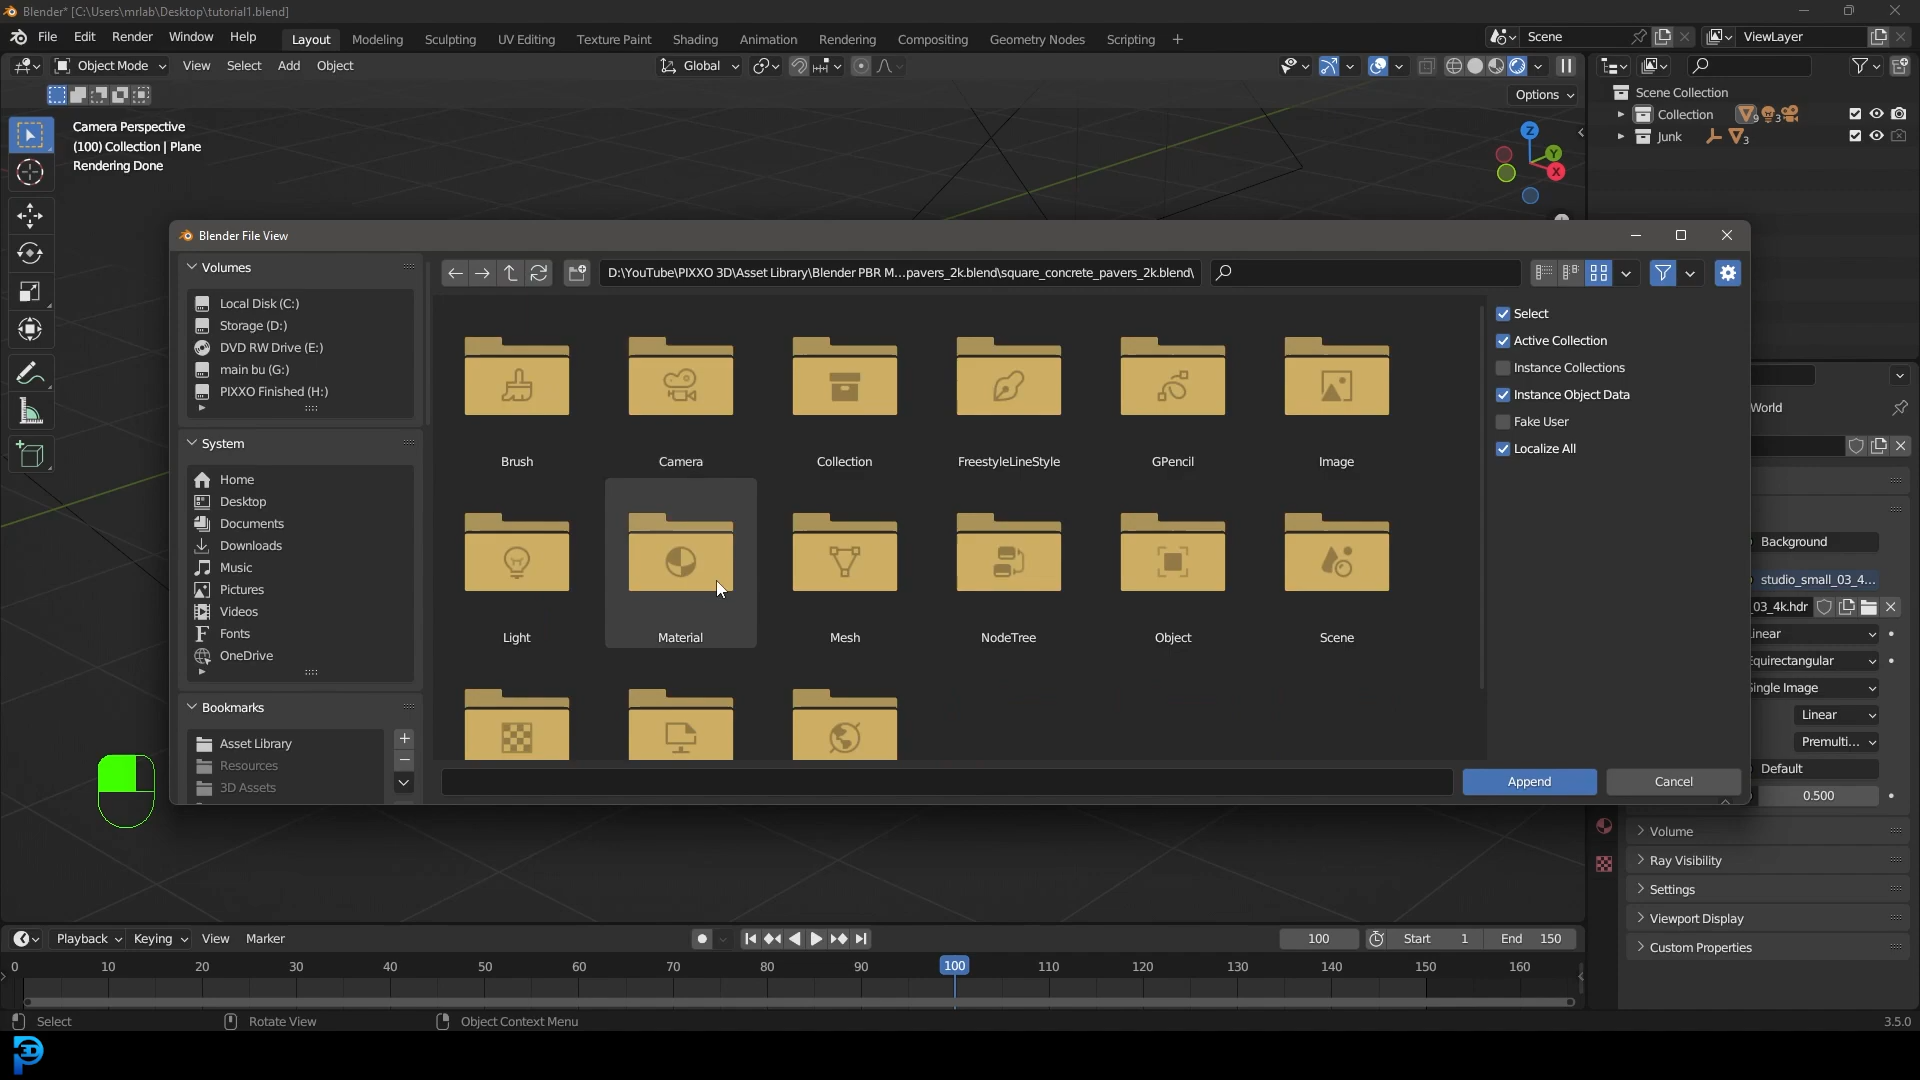 Blender* [C:\Users\mrlab\Desktop\tutorial1.blend]
File Edit Render Window Help Layout Modeling Sculpting UV Editing Texture Paint Shading Animation Rendering Compositing Geometry Nodes Scripting + Scene ViewLayer
Object Mode View Select Add Object Global
Options
Scene Collection
Collection 9 3
Junk 3
Camera Perspective
(100) Collection | Plane
Rendering Done
Z
Y
X
Blender File View
Volumes
Local Disk (C:)
Storage (D:)
DVD RW Drive (E:)
main bu (G:)
PIXXO Finished (H:)
System
Home
Desktop
Documents
Downloads
Music
Pictures
Videos
Fonts
OneDrive
Bookmarks
Asset Library
Resources
3D Assets
D:\YouTube\PIXXO 3D\Asset Library\Blender PBR M...pavers_2k.blend\square_concrete_pavers_2k.blend\
Brush Camera Collection FreestyleLineStyle GPencil Image
Light Material Mesh NodeTree Object Scene
Select
Active Collection
Instance Collections
Instance Object Data
Fake User
Localize All
Append Cancel
World
Background
studio_small_03_4...
_03_4k.hdr
inear
quirectangular
ingle Image
Linear
Premulti...
Default
0.500
Volume
Ray Visibility
Settings
Viewport Display
Custom Properties
Playback Keying View Marker 100 Start 1 End 150
0 10 20 30 40 50 60 70 80 90 100 110 120 130 140 150 160
Select Rotate View Object Context Menu 3.5.0
3D